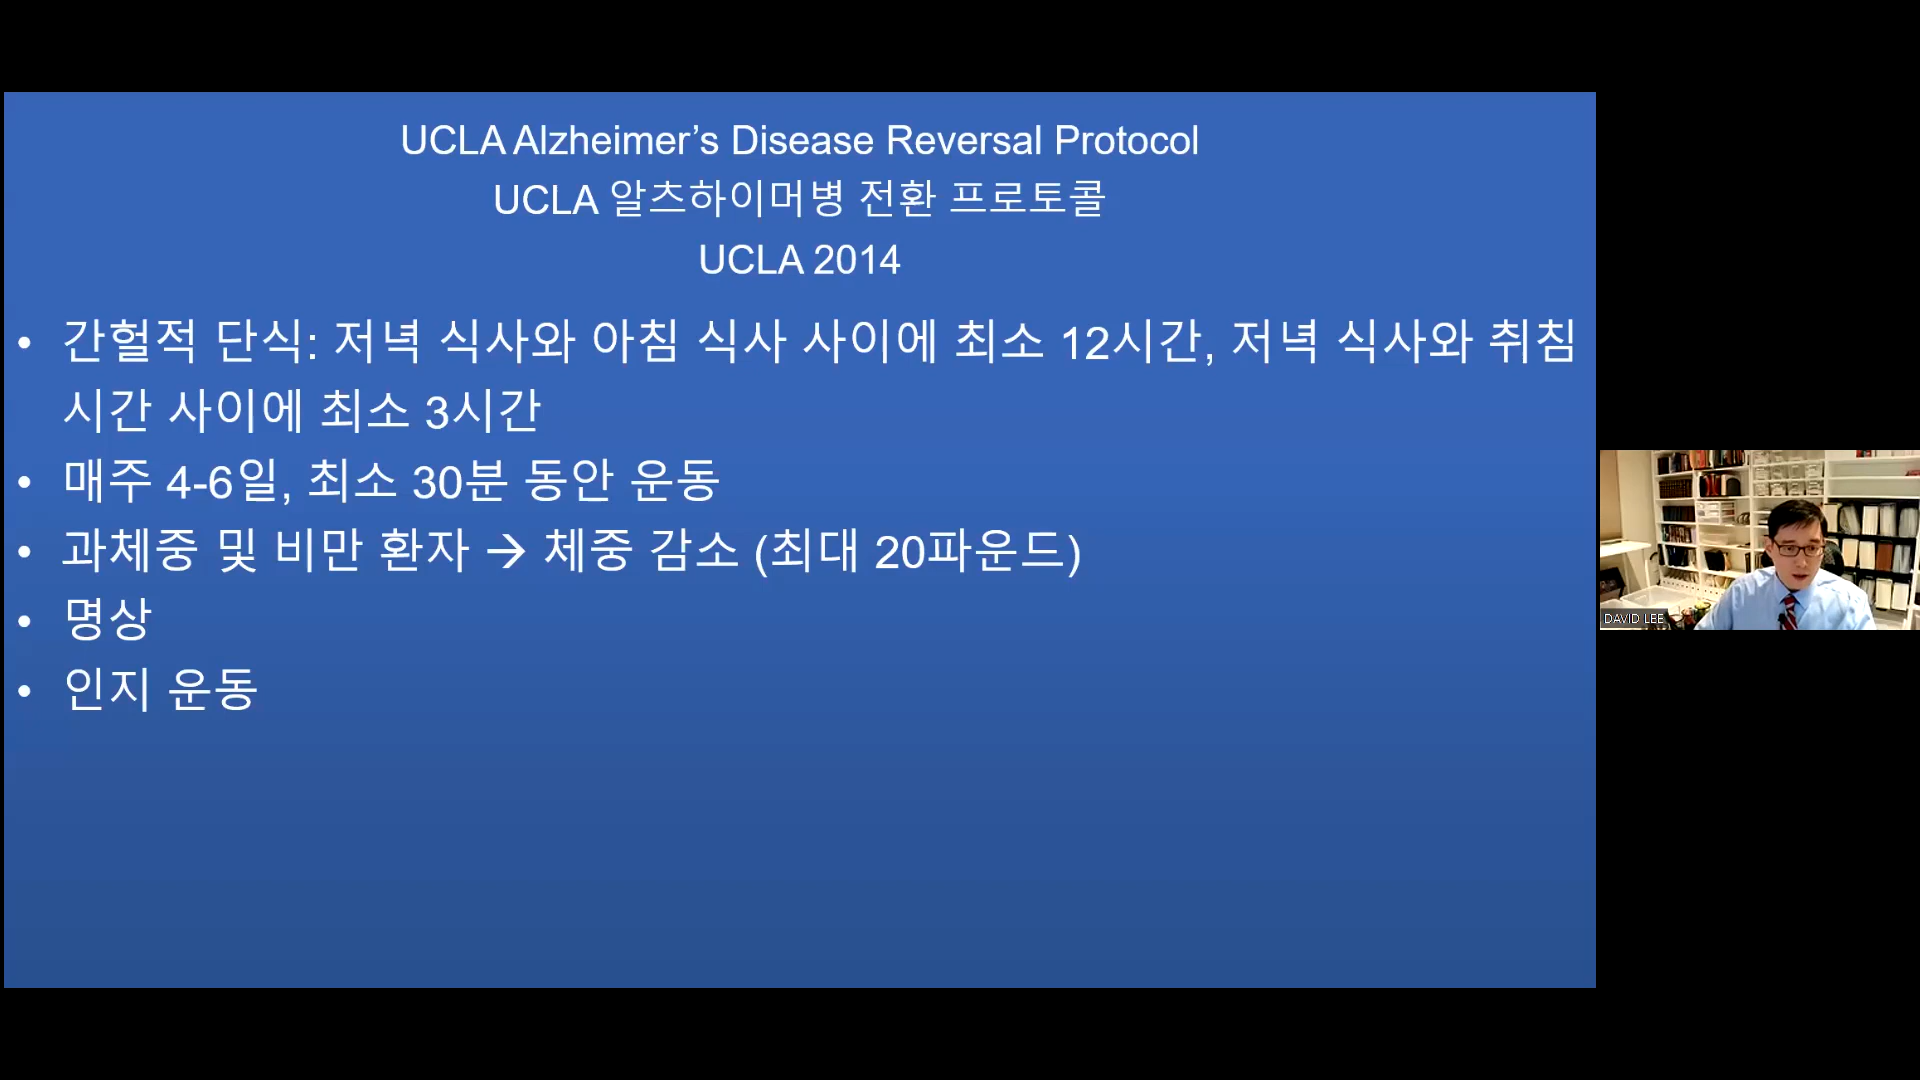 UCLA Alzheimer’s Disease Reversal Protocol
UCLA 알츠하이머병 전환 프로토콜
UCLA 2014
• 간헐적 단식: 저녁 식사와 아침 식사 사이에 최소 12시간, 저녁 식사와 취침
시간 사이에 최소 3시간
• 매주 4-6일, 최소 30분 동안 운동
• 과체중 및 비만 환자 → 체중 감소 (최대 20파운드)
• 명상
• 인지 운동
DAVID LEE